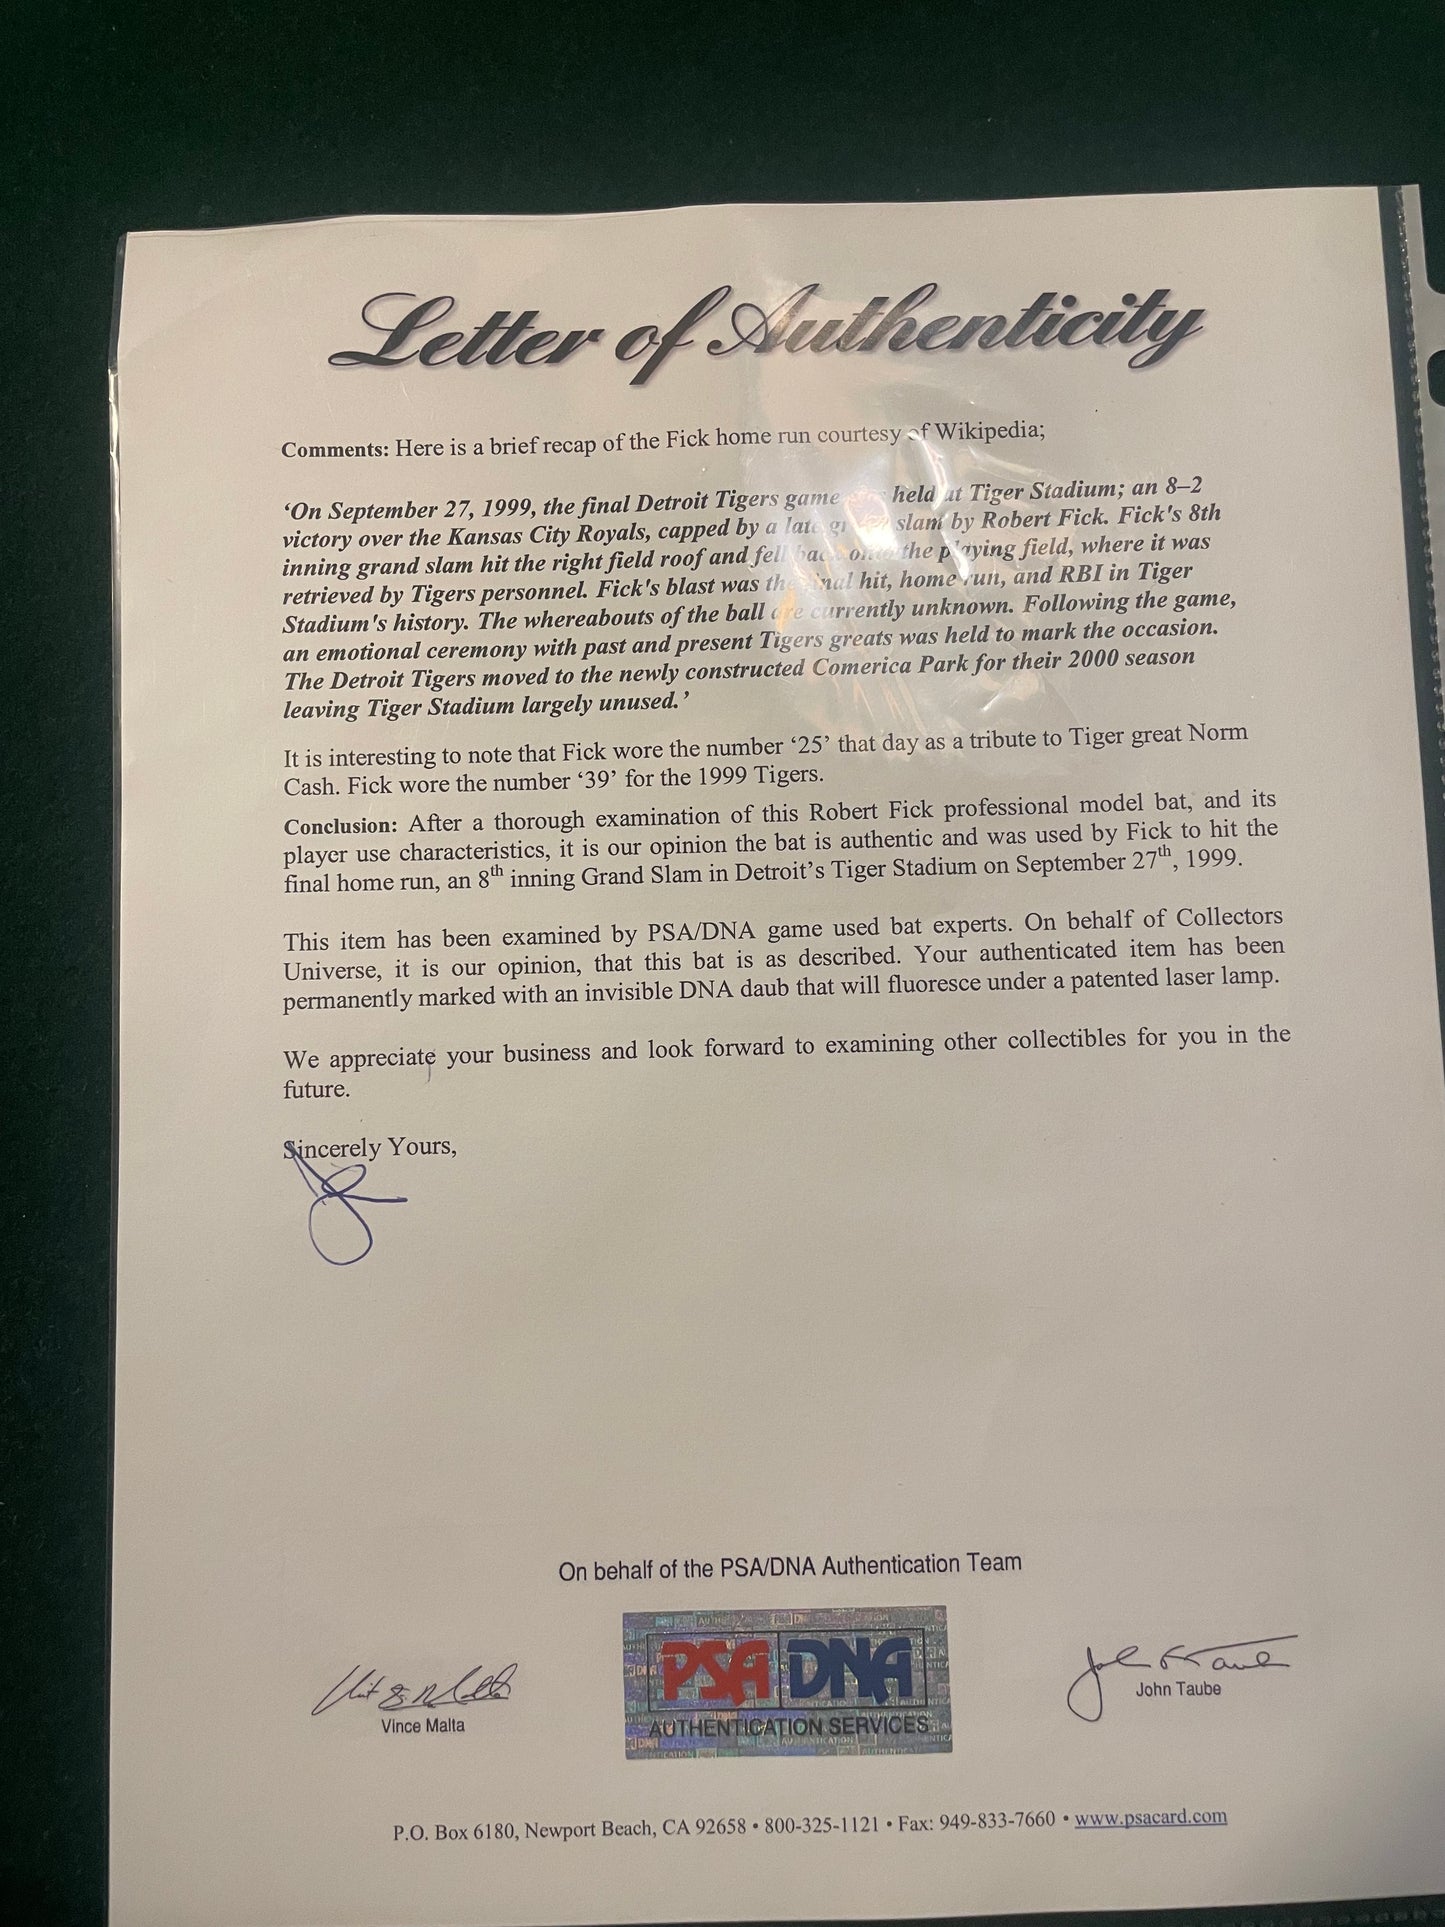 Letter of Authenticity
Comments: Here is a brief recap of the Fick home run courtesy of Wikipedia;
‘On September 27, 1999, the final Detroit Tigers game held at Tiger Stadium; an 8–2
victory over the Kansas City Royals, capped by a late slam by Robert Fick. Fick's 8th
inning grand slam hit the right field roof and fell back onto the playing field, where it was
retrieved by Tigers personnel. Fick's blast was the final hit, home run, and RBI in Tiger
Stadium's history. The whereabouts of the ball are currently unknown. Following the game,
an emotional ceremony with past and present Tigers greats was held to mark the occasion.
The Detroit Tigers moved to the newly constructed Comerica Park for their 2000 season
leaving Tiger Stadium largely unused.’
It is interesting to note that Fick wore the number ‘25’ that day as a tribute to Tiger great Norm
Cash. Fick wore the number ‘39’ for the 1999 Tigers.
Conclusion: After a thorough examination of this Robert Fick professional model bat, and its
player use characteristics, it is our opinion the bat is authentic and was used by Fick to hit the
final home run, an 8th inning Grand Slam in Detroit’s Tiger Stadium on September 27th, 1999.
This item has been examined by PSA/DNA game used bat experts. On behalf of Collectors
Universe, it is our opinion, that this bat is as described. Your authenticated item has been
permanently marked with an invisible DNA daub that will fluoresce under a patented laser lamp.
We appreciate your business and look forward to examining other collectibles for you in the
future.
Sincerely Yours,
On behalf of the PSA/DNA Authentication Team
PSA DNA
AUTHENTICATION SERVICES
Vince Malta
John Taube
P.O. Box 6180, Newport Beach, CA 92658 • 800-325-1121 • Fax: 949-833-7660 • www.psacard.com